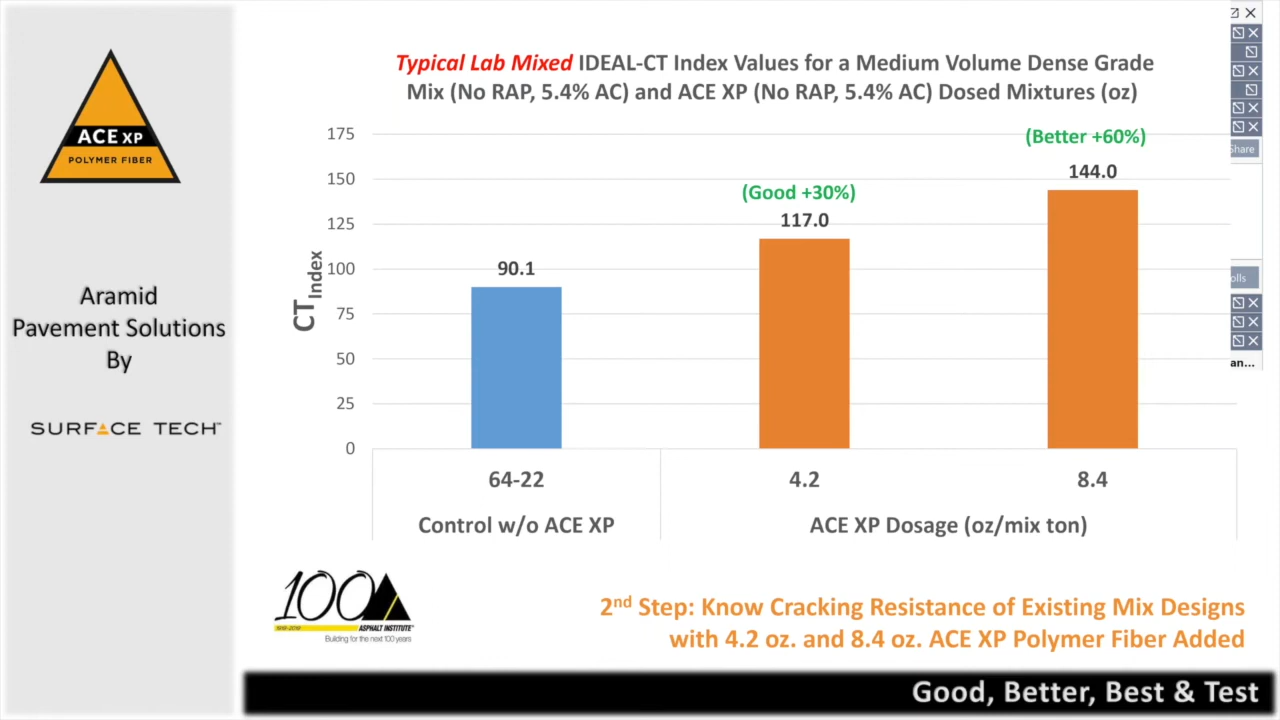 Typical Lab Mixed IDEAL-CT Index Values for a Medium Volume Dense Grade
Mix (No RAP, 5.4% AC) and ACE XP (No RAP, 5.4% AC) Dosed Mixtures (oz)
ACE XP
POLYMER FIBER
Aramid
Pavement Solutions
By
SURFACE TECH
CT Index
175
150
125
100
75
50
25
0
90.1
(Good +30%)
117.0
(Better +60%)
144.0
64-22
4.2
8.4
Control w/o ACE XP
ACE XP Dosage (oz/mix ton)
Share
olls
an...
100
ASPHALT INSTITUTE
Building for the next 100 years
2nd Step: Know Cracking Resistance of Existing Mix Designs
with 4.2 oz. and 8.4 oz. ACE XP Polymer Fiber Added
Good, Better, Best & Test